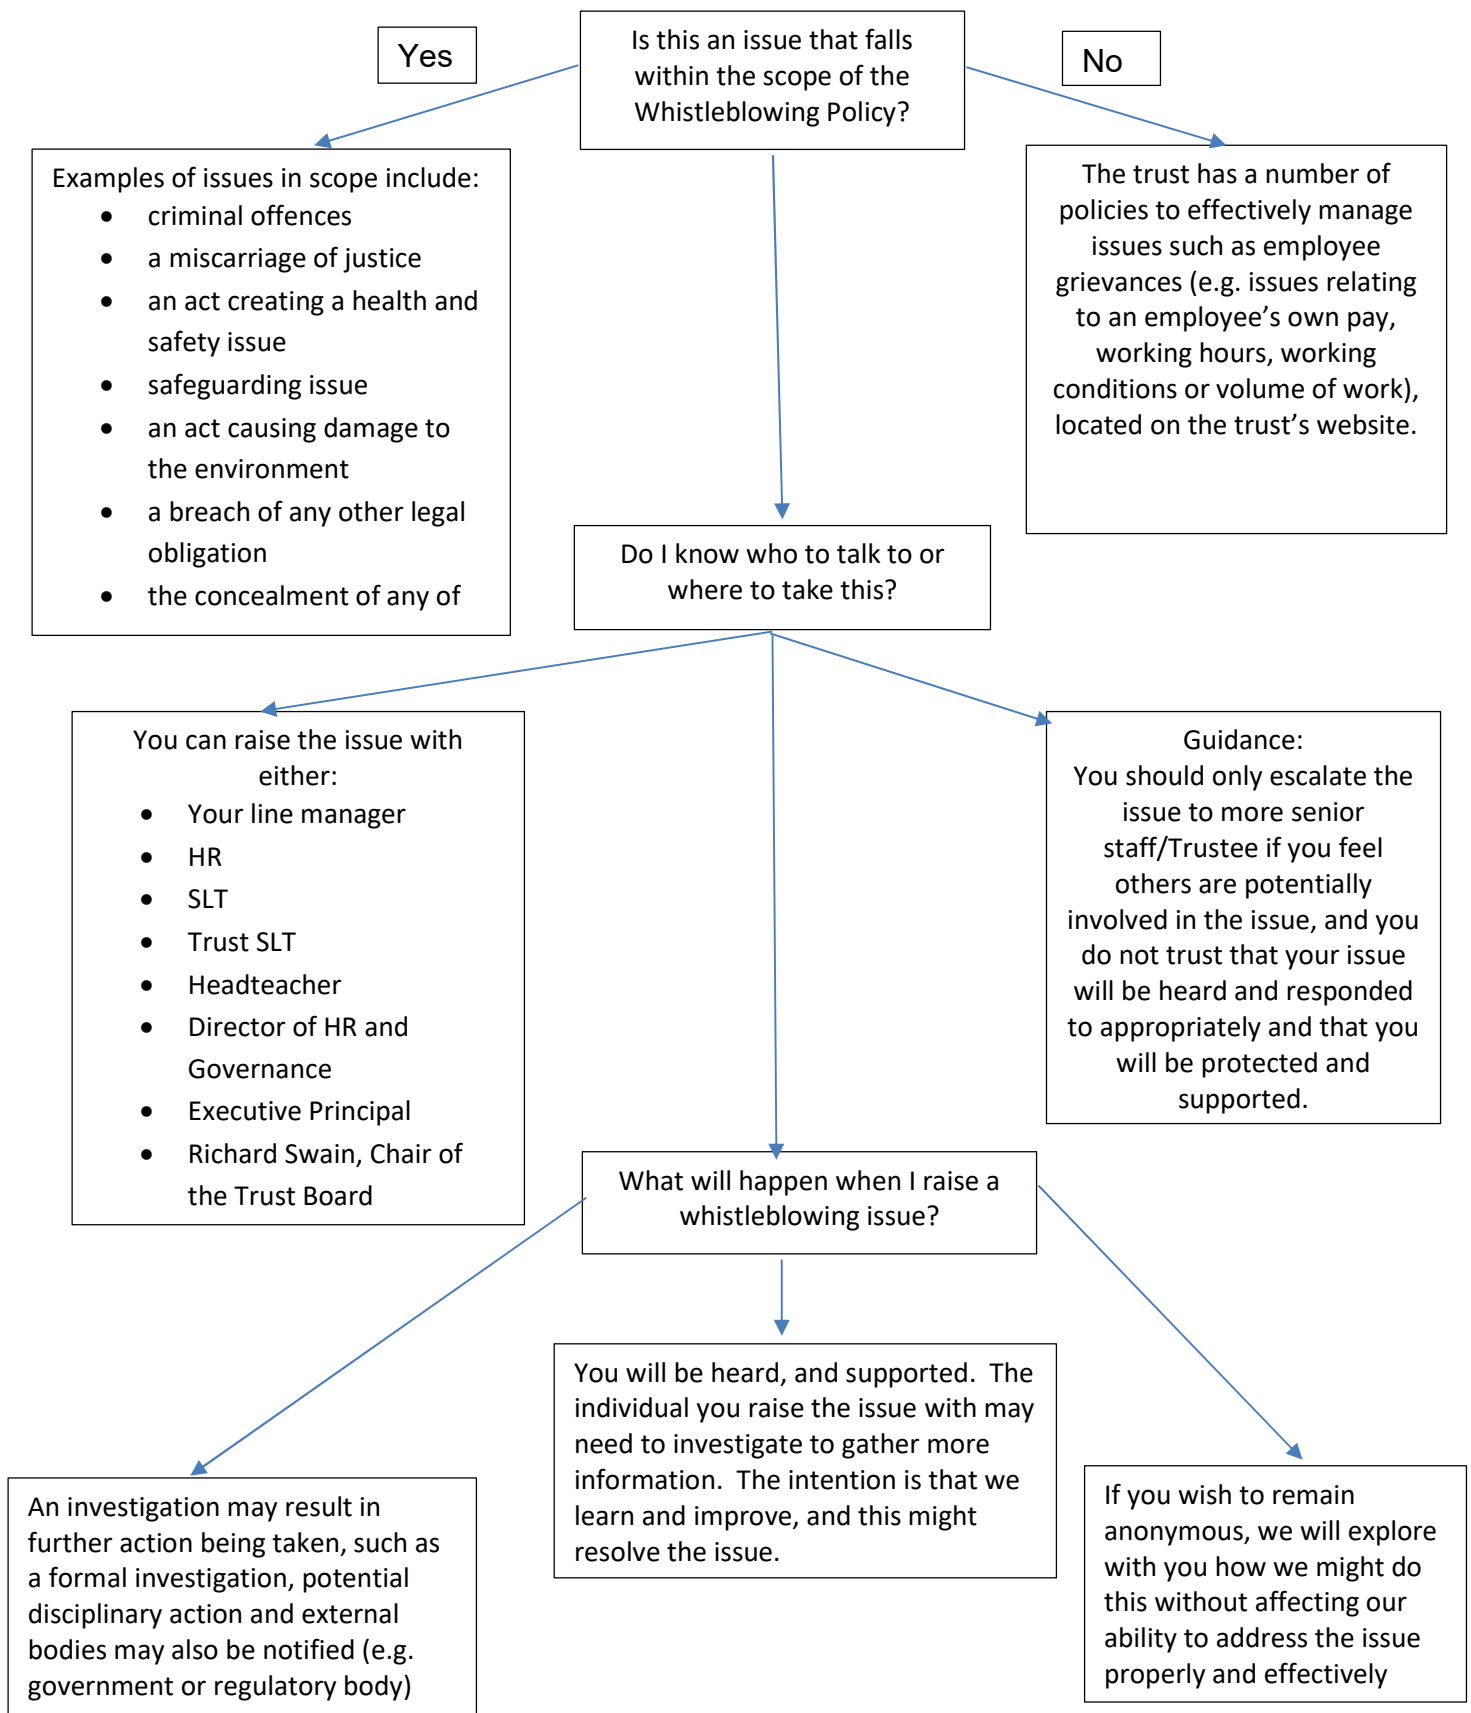 Yes
Is this an issue that falls
within the scope of the
Whistleblowing Policy?
No
Examples of issues in scope include:
• criminal offences
• a miscarriage of justice
• an act creating a health and
safety issue
• safeguarding issue
• an act causing damage to
the environment
• a breach of any other legal
obligation
• the concealment of any of
The trust has a number of
policies to effectively manage
issues such as employee
grievances (e.g. issues relating
to an employee’s own pay,
working hours, working
conditions or volume of work),
located on the trust’s website.
Do I know who to talk to or
where to take this?
You can raise the issue with
either:
• Your line manager
• HR
• SLT
• Trust SLT
• Headteacher
• Director of HR and
Governance
• Executive Principal
• Richard Swain, Chair of
the Trust Board
Guidance:
You should only escalate the
issue to more senior
staff/Trustee if you feel
others are potentially
involved in the issue, and you
do not trust that your issue
will be heard and responded
to appropriately and that you
will be protected and
supported.
What will happen when I raise a
whistleblowing issue?
An investigation may result in
further action being taken, such as
a formal investigation, potential
disciplinary action and external
bodies may also be notified (e.g.
government or regulatory body)
You will be heard, and supported.  The
individual you raise the issue with may
need to investigate to gather more
information.  The intention is that we
learn and improve, and this might
resolve the issue.
If you wish to remain
anonymous, we will explore
with you how we might do
this without affecting our
ability to address the issue
properly and effectively